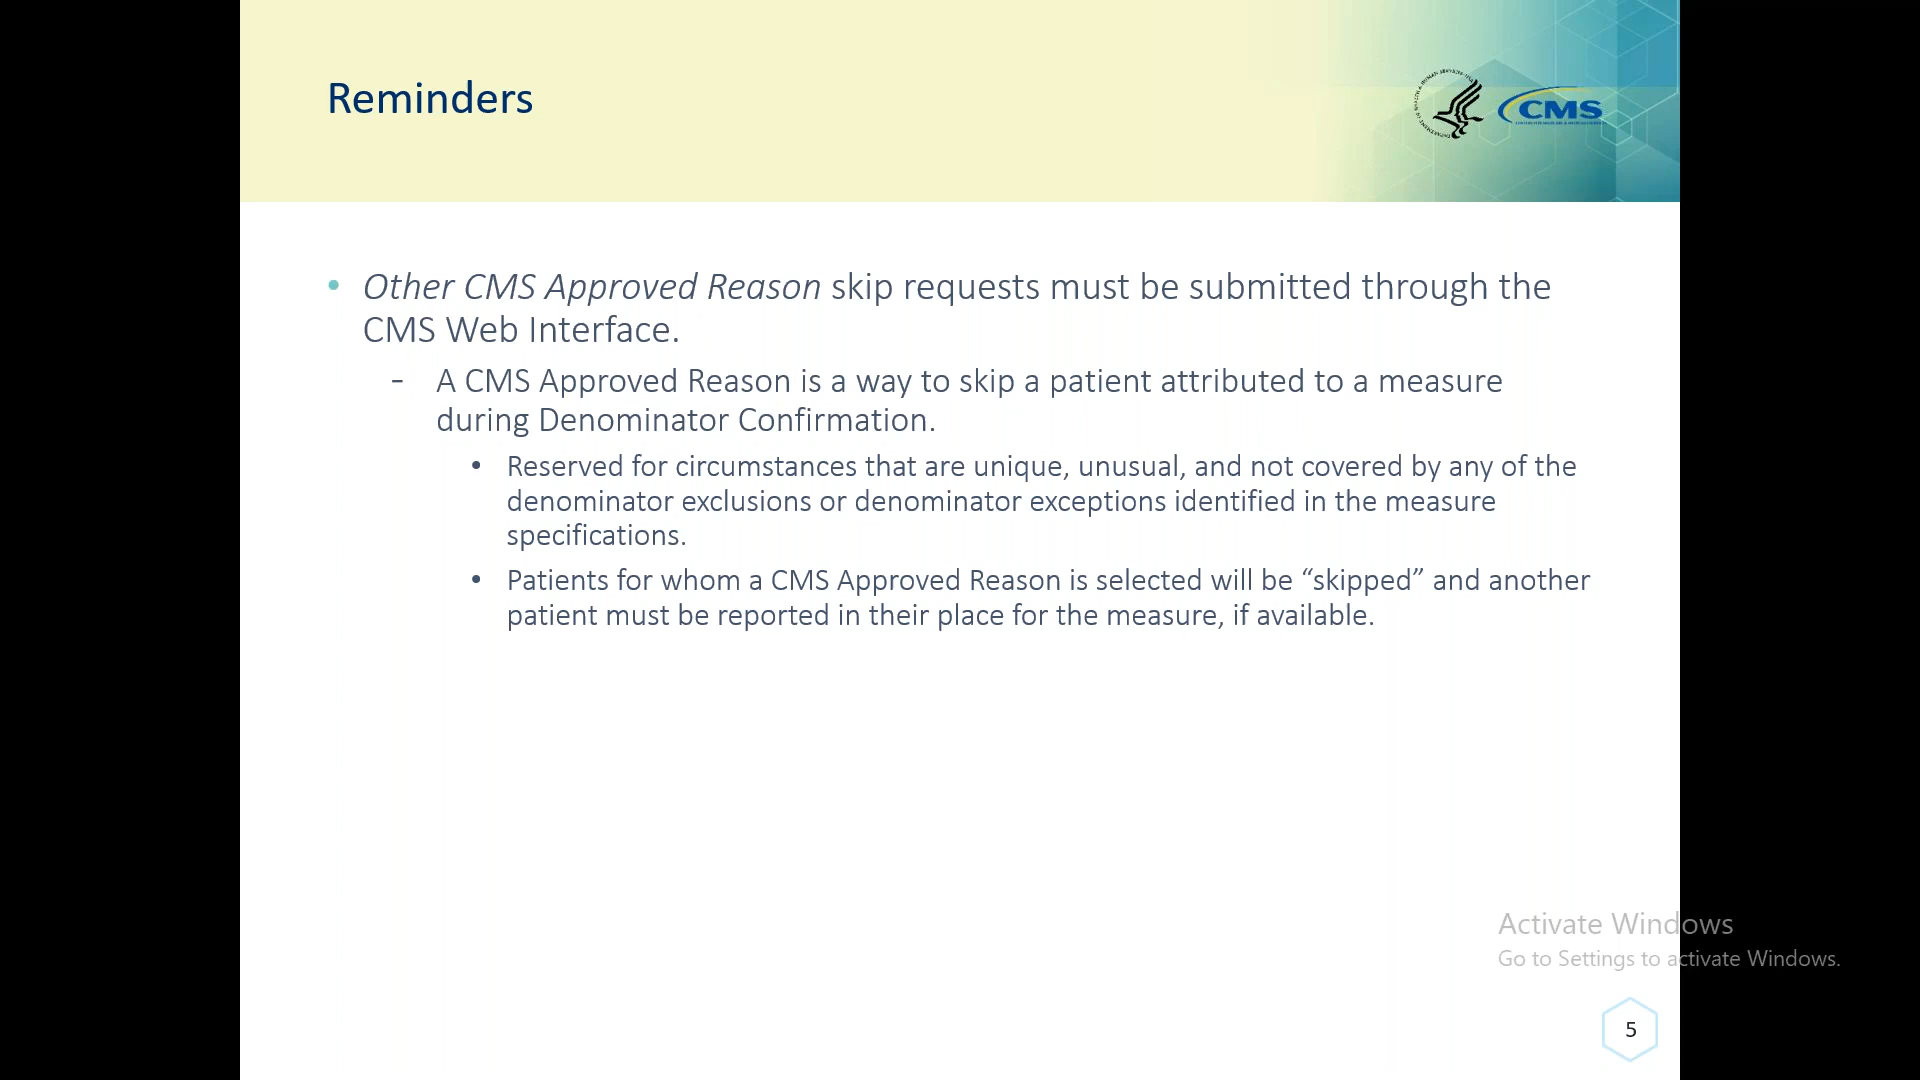 Reminders
CMS
• Other CMS Approved Reason skip requests must be submitted through the
CMS Web Interface.
- A CMS Approved Reason is a way to skip a patient attributed to a measure
during Denominator Confirmation.
• Reserved for circumstances that are unique, unusual, and not covered by any of the
denominator exclusions or denominator exceptions identified in the measure
specifications.
• Patients for whom a CMS Approved Reason is selected will be “skipped” and another
patient must be reported in their place for the measure, if available.
Activate Windows
Go to Settings to activate Windows.
5